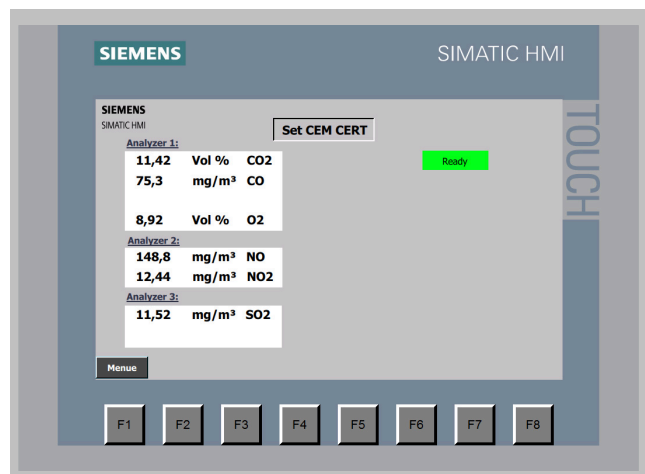 SIEMENS
SIMATIC HMI
SIEMENS
SIMATIC HMI
Set CEM CERT
Analyzer 1:
11,42 Vol % CO2
Ready
75,3 mg/m³ CO
8,92 Vol % O2
Analyzer 2:
148,8 mg/m³ NO
12,44 mg/m³ NO2
Analyzer 3:
11,52 mg/m³ SO2
Menue
TOUCH
F1 F2 F3 F4 F5 F6 F7 F8